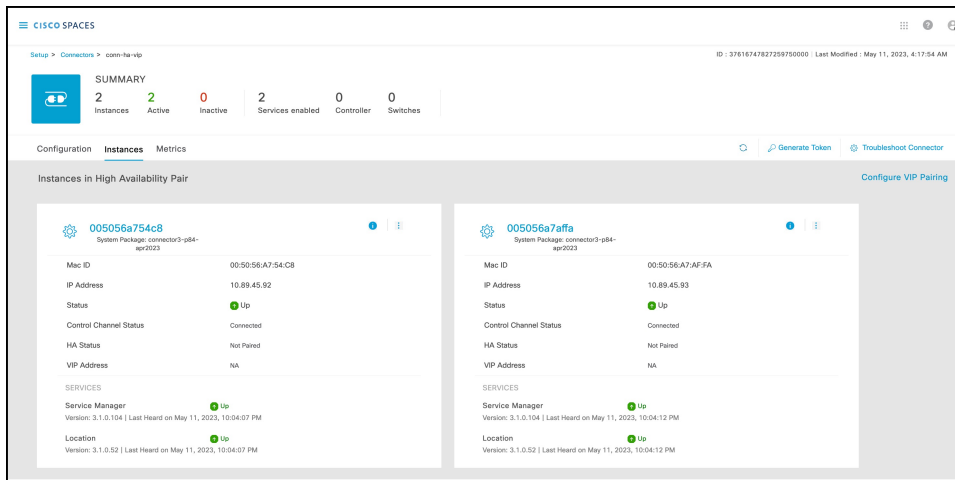 CISCO SPACES
Setup > Connectors > conn-ha-vip
ID : 37616747827259750000 | Last Modified : May 11, 2023, 4:17:54 AM
SUMMARY
2 2 0 2 0 0
Instances Active Inactive Services enabled Controller Switches
Configuration Instances Metrics Generate Token Troubleshoot Connector
Instances in High Availability Pair Configure VIP Pairing
005056a754c8
System Package: connector3-p84-
apr2023
Mac ID 00:50:56:A7:54:C8
IP Address 10.89.45.92
Status Up
Control Channel Status Connected
HA Status Not Paired
VIP Address NA
SERVICES
Service Manager Up
Version: 3.1.0.104 | Last Heard on May 11, 2023, 10:04:07 PM
Location Up
Version: 3.1.0.52 | Last Heard on May 11, 2023, 10:04:07 PM
005056a7affa
System Package: connector3-p84-
apr2023
Mac ID 00:50:56:A7:AF:FA
IP Address 10.89.45.93
Status Up
Control Channel Status Connected
HA Status Not Paired
VIP Address NA
SERVICES
Service Manager Up
Version: 3.1.0.104 | Last Heard on May 11, 2023, 10:04:12 PM
Location Up
Version: 3.1.0.52 | Last Heard on May 11, 2023, 10:04:12 PM